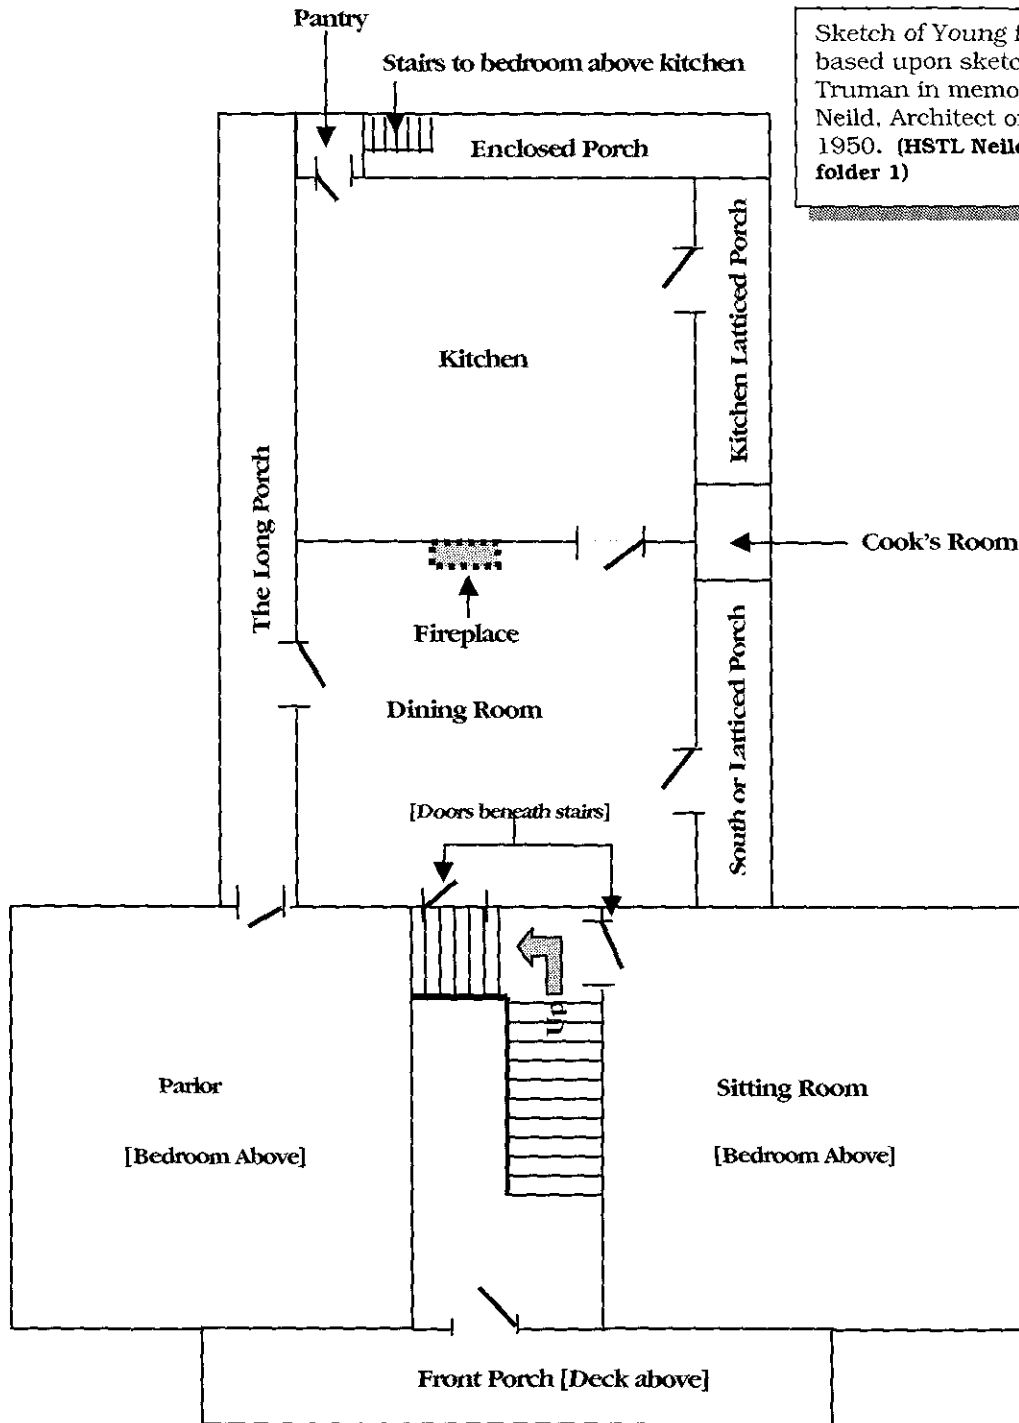 Pantry
Stairs to bedroom above kitchen
Sketch of Young
based upon sketc
Truman in memo
Neild, Architect o
1950. (HSTL Neild
folder 1)
Enclosed Porch
Kitchen Latticed Porch
Kitchen
The Long Porch
Cook's Room
Fireplace
Dining Room
South or Latticed Porch
[Doors beneath stairs]
Up
Parlor
[Bedroom Above]
Sitting Room
[Bedroom Above]
Front Porch [Deck above]